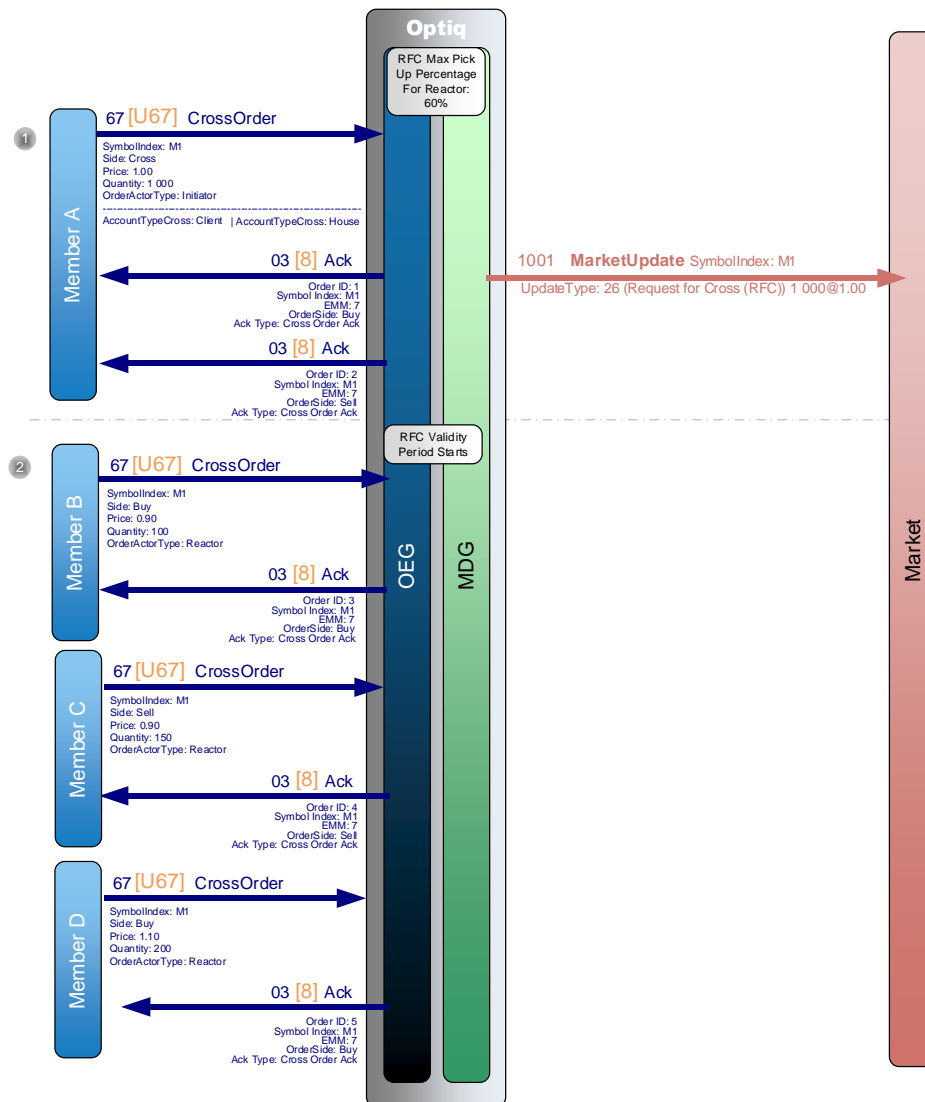 Optiq
RFC Max Pick
Up Percentage
For Reactor:
60%
1
Member A
67 [U67] CrossOrder
SymbolIndex: M1
Side: Cross
Price: 1.00
Quantity: 1 000
OrderActorType: Initiator
AccountTypeCross: Client | AccountTypeCross: House
03 [8] Ack
Order ID: 1
Symbol Index: M1
EMM: 7
OrderSide: Buy
Ack Type: Cross Order Ack
1001 MarketUpdate SymbolIndex: M1
UpdateType: 26 (Request for Cross (RFC)) 1 000@1.00
03 [8] Ack
Order ID: 2
Symbol Index: M1
EMM: 7
OrderSide: Sell
Ack Type: Cross Order Ack
RFC Validity
Period Starts
2
Member B
67 [U67] CrossOrder
SymbolIndex: M1
Side: Buy
Price: 0.90
Quantity: 100
OrderActorType: Reactor
03 [8] Ack
Order ID: 3
Symbol Index: M1
EMM: 7
OrderSide: Buy
Ack Type: Cross Order Ack
OEG
MDG
Market
Member C
67 [U67] CrossOrder
SymbolIndex: M1
Side: Sell
Price: 0.90
Quantity: 150
OrderActorType: Reactor
03 [8] Ack
Order ID: 4
Symbol Index: M1
EMM: 7
OrderSide: Sell
Ack Type: Cross Order Ack
Member D
67 [U67] CrossOrder
SymbolIndex: M1
Side: Buy
Price: 1.10
Quantity: 200
OrderActorType: Reactor
03 [8] Ack
Order ID: 5
Symbol Index: M1
EMM: 7
OrderSide: Buy
Ack Type: Cross Order Ack